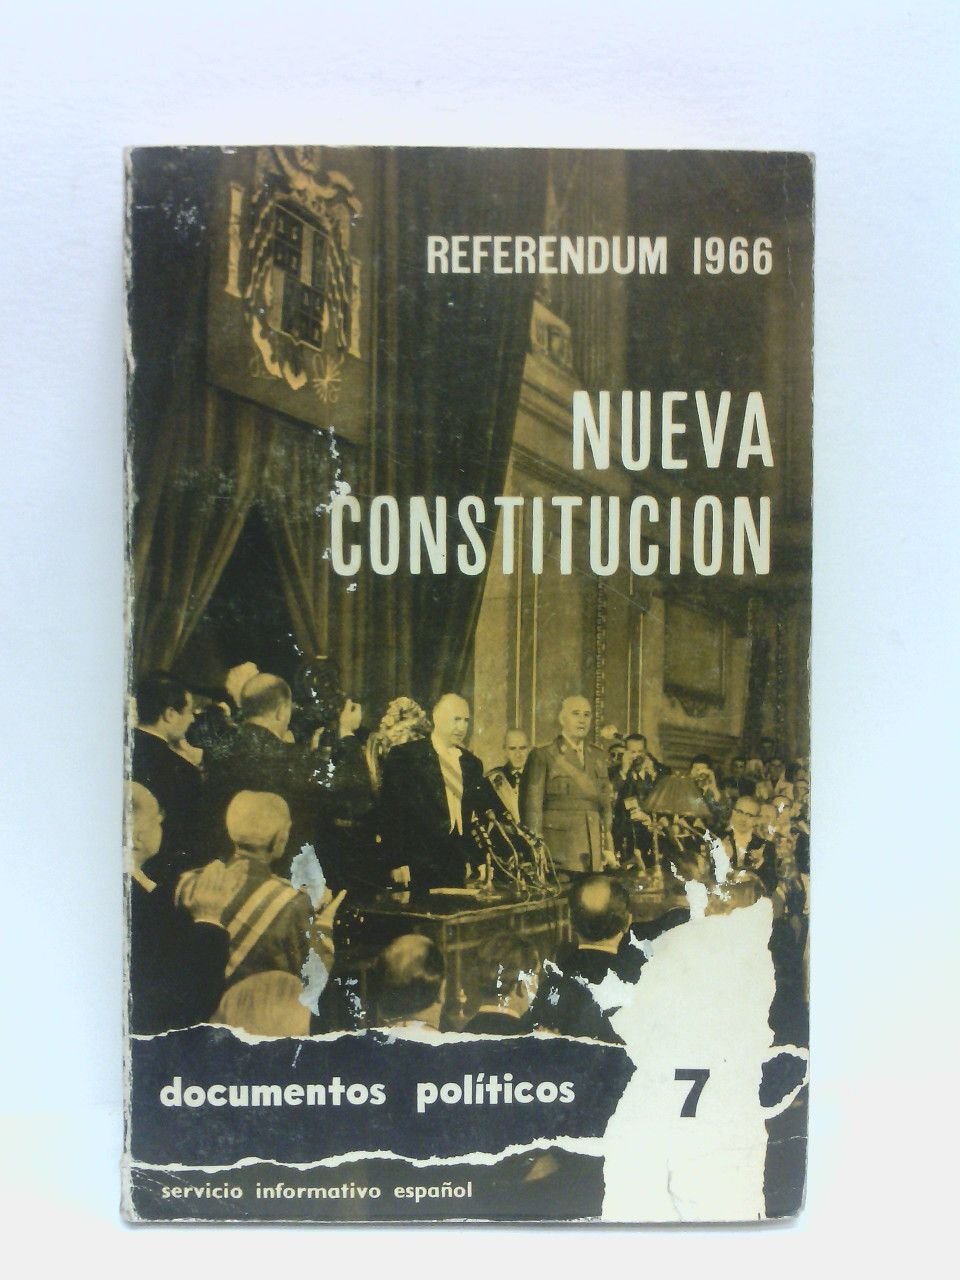 REFERENDUM 1966
NUEVA
CONSTITUCION
documentos políticos 7
servicio informativo español